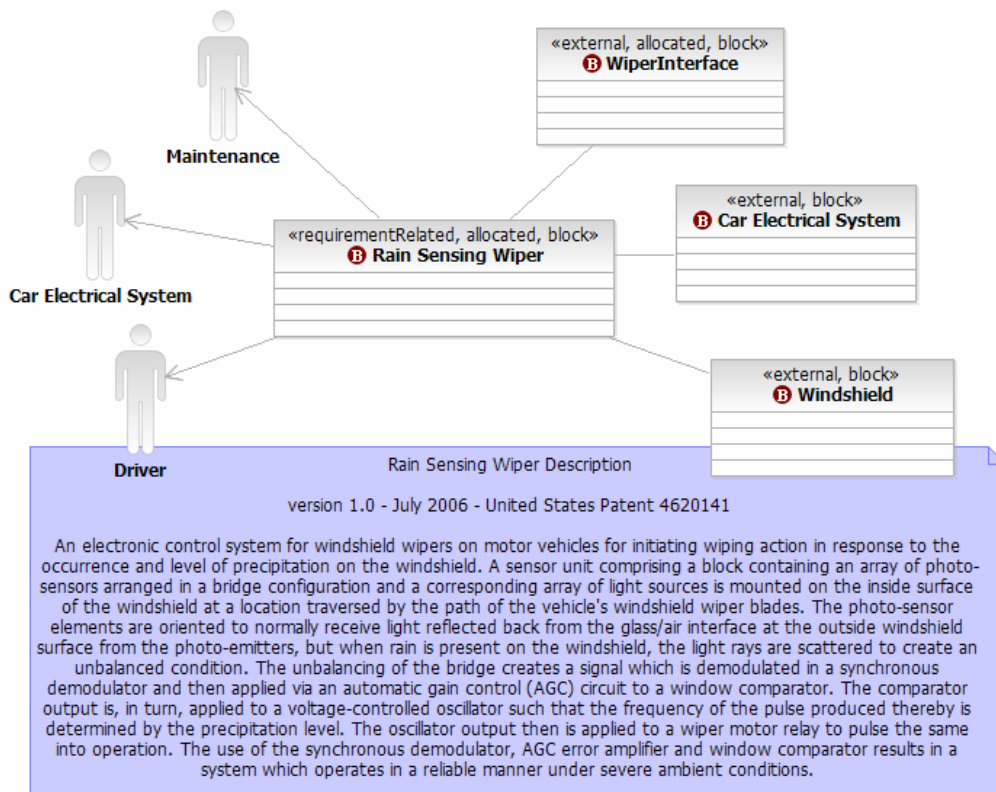 «external, allocated, block»
B WiperInterface
Maintenance
«external, block»
B Car Electrical System
«requirementRelated, allocated, block»
B Rain Sensing Wiper
Car Electrical System
«external, block»
B Windshield
Driver
Rain Sensing Wiper Description
version 1.0 - July 2006 - United States Patent 4620141
An electronic control system for windshield wipers on motor vehicles for initiating wiping action in response to the
occurrence and level of precipitation on the windshield. A sensor unit comprising a block containing an array of photo-
sensors arranged in a bridge configuration and a corresponding array of light sources is mounted on the inside surface
of the windshield at a location traversed by the path of the vehicle's windshield wiper blades. The photo-sensor
elements are oriented to normally receive light reflected back from the glass/air interface at the outside windshield
surface from the photo-emitters, but when rain is present on the windshield, the light rays are scattered to create an
unbalanced condition. The unbalancing of the bridge creates a signal which is demodulated in a synchronous
demodulator and then applied via an automatic gain control (AGC) circuit to a window comparator. The comparator
output is, in turn, applied to a voltage-controlled oscillator such that the frequency of the pulse produced thereby is
determined by the precipitation level. The oscillator output then is applied to a wiper motor relay to pulse the same
into operation. The use of the synchronous demodulator, AGC error amplifier and window comparator results in a
system which operates in a reliable manner under severe ambient conditions.